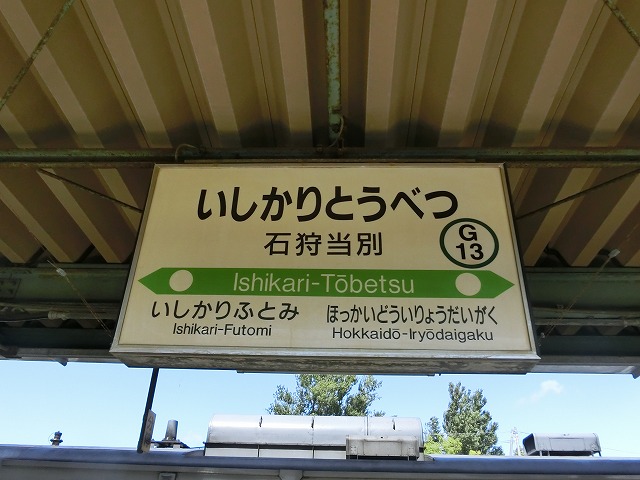 いしかりとうべつ
石狩当別
G
13
Ishikari-Tōbetsu
いしかりふとみ
Ishikari-Futomi
ほっかいどういりょうだいがく
Hokkaidō-Iryōdaigaku